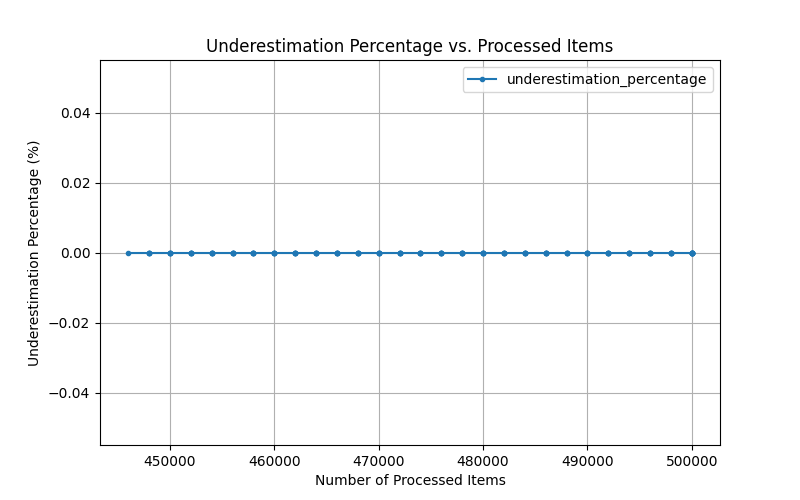 Underestimation Percentage vs. Processed Items
underestimation_percentage
Underestimation Percentage (%)
0.04
0.02
0.00
−0.02
−0.04
450000 460000 470000 480000 490000 500000
Number of Processed Items